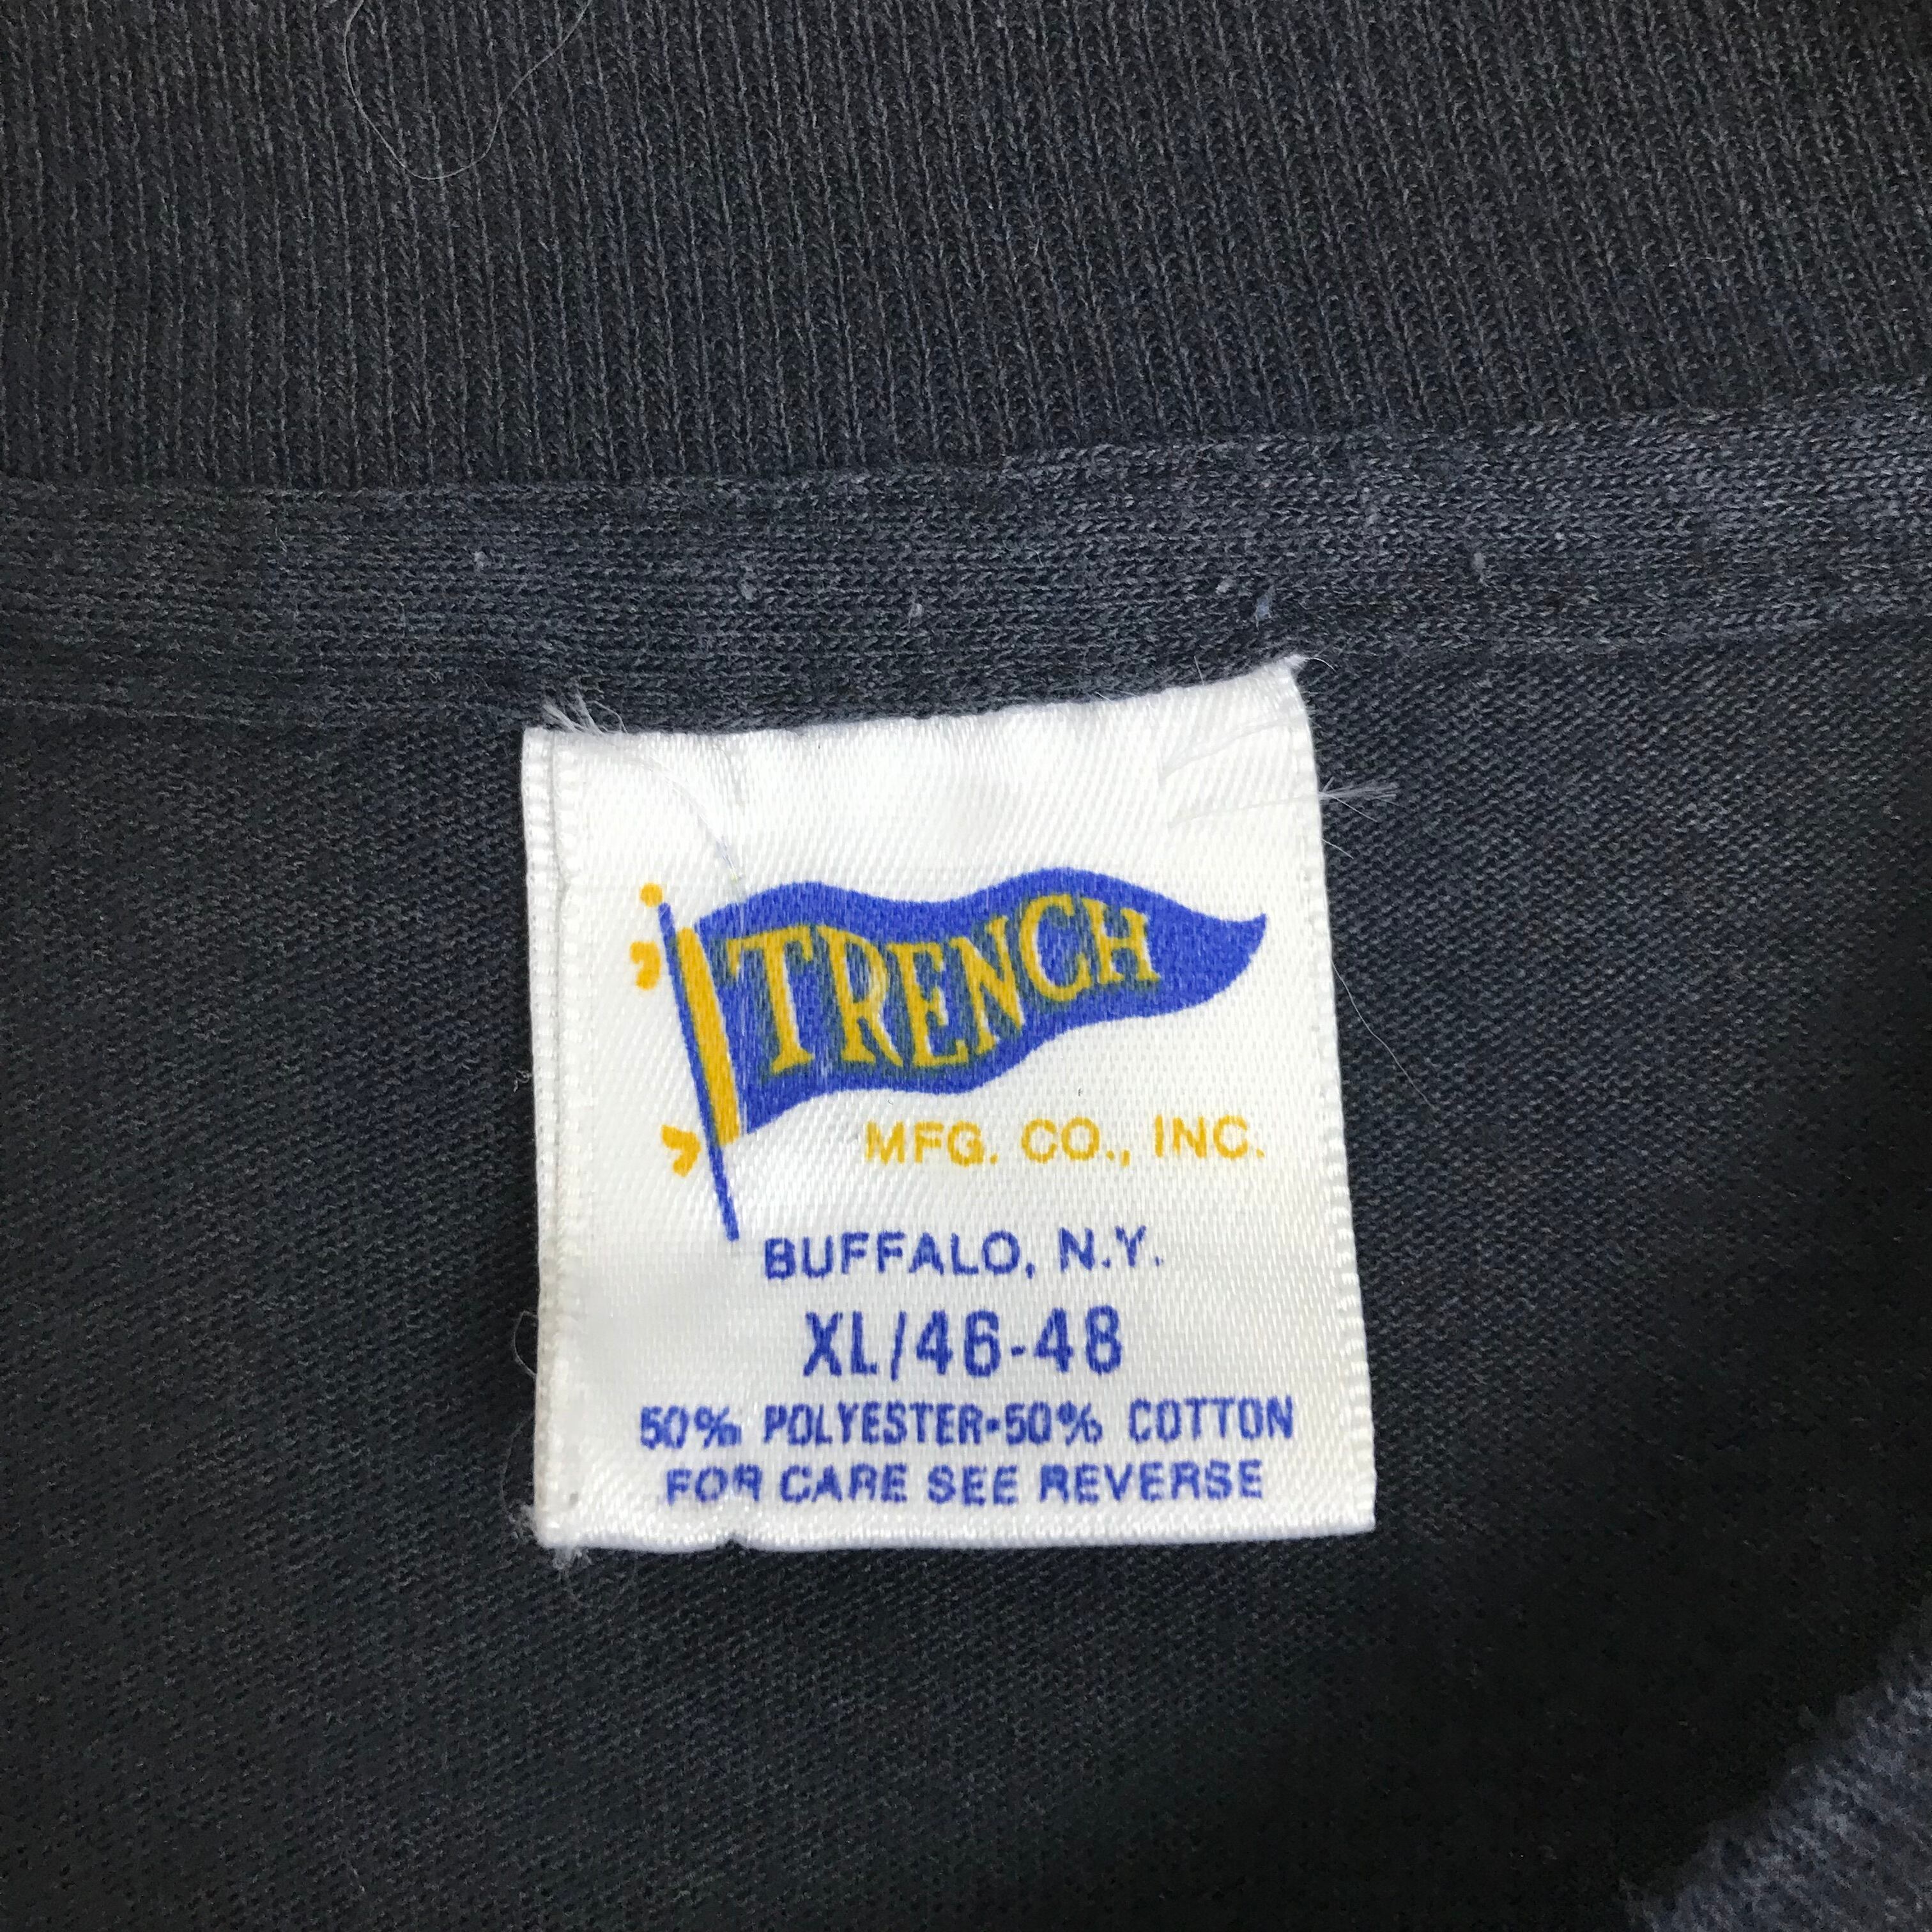 TRENCH
MFG. CO., INC.
BUFFALO, N.Y.
XL/46-48
50% POLYESTER-50% COTTON
FOR CARE SEE REVERSE